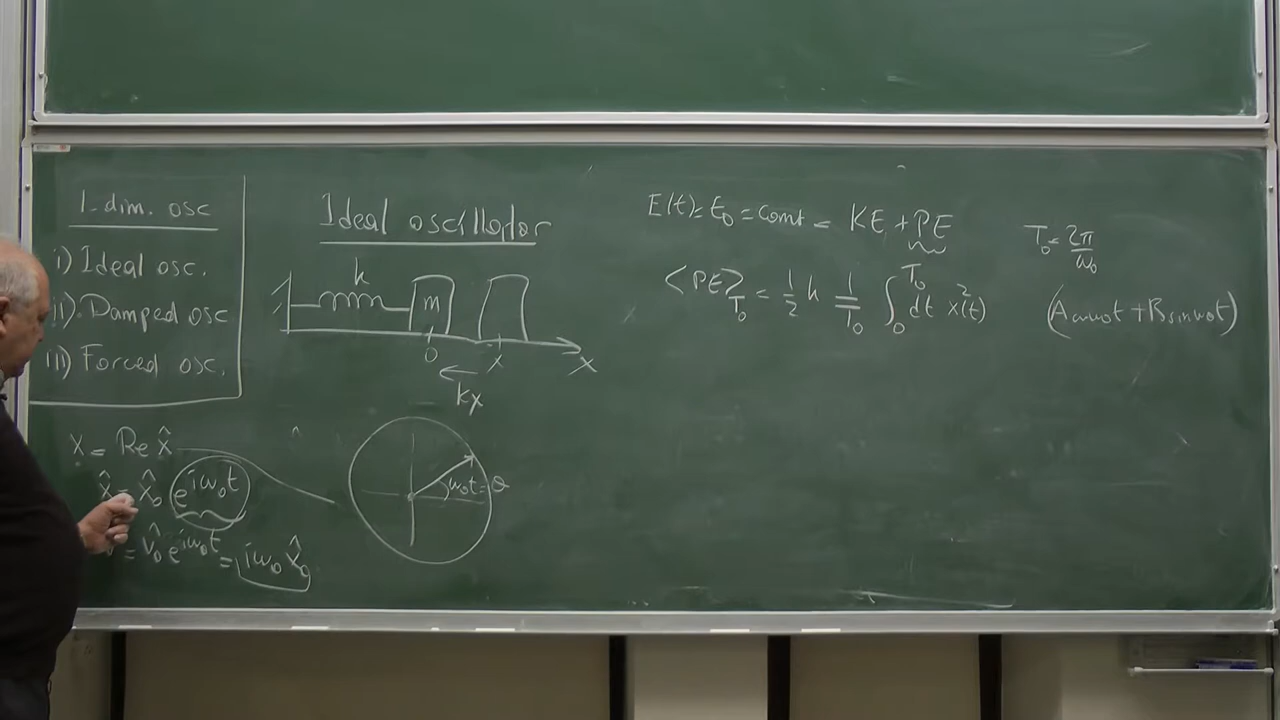 1-dim. osc
i) Ideal osc.
ii). Damped osc
iii) Forced osc.
Ideal oscillator
k
m
0
x
X
kx
x = Re x̂
x̂ = x̂₀ e^{iω₀t}
= v̂₀ e^{iω₀t} = iω₀ x̂₀
ω₀t = θ
E(t) = E₀ = const = KE + PE
T₀ = 2π/ω₀
<PE>_{T₀} = 1/2 k 1/T₀ ∫₀^{T₀} dt x²(t)
(A cos ω₀t + B sin ω₀t)